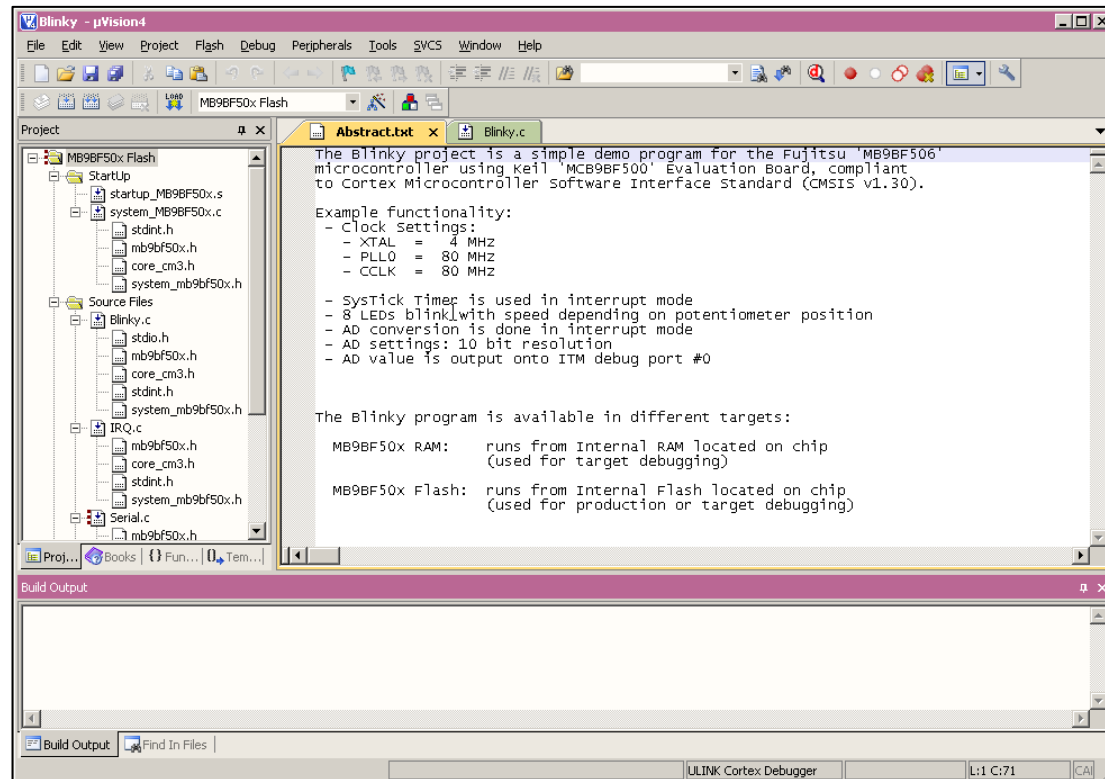 Blinky - µVision4
File Edit View Project Flash Debug Peripherals Tools SVCS Window Help
LOAD MB9BF50x Flash
Project
Abstract.txt x Blinky.c
MB9BF50x Flash
StartUp
startup_MB9BF50x.s
system_MB9BF50x.c
stdint.h
mb9bf50x.h
core_cm3.h
system_mb9bf50x.h
Source Files
Blinky.c
stdio.h
mb9bf50x.h
core_cm3.h
stdint.h
system_mb9bf50x.h
IRQ.c
mb9bf50x.h
core_cm3.h
stdint.h
system_mb9bf50x.h
Serial.c
mb9bf50x.h
Proj... Books {} Fun... Tem...
The Blinky project is a simple demo program for the Fujitsu 'MB9BF506'
microcontroller using Keil 'MCB9BF500' Evaluation Board, compliant
to Cortex Microcontroller Software Interface Standard (CMSIS v1.30).
Example functionality:
- Clock Settings:
- XTAL = 4 MHz
- PLL0 = 80 MHz
- CCLK = 80 MHz
- SysTick Timer is used in interrupt mode
- 8 LEDs blink with speed depending on potentiometer position
- AD conversion is done in interrupt mode
- AD settings: 10 bit resolution
- AD value is output onto ITM debug port #0
The Blinky program is available in different targets:
MB9BF50x RAM: runs from Internal RAM located on chip
(used for target debugging)
MB9BF50x Flash: runs from Internal Flash located on chip
(used for production or target debugging)
Build Output
Build Output Find In Files
ULINK Cortex Debugger L:1 C:71